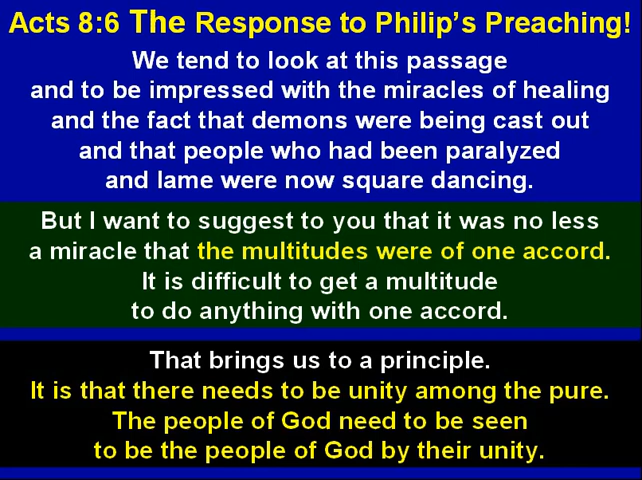 Acts 8:6 The Response to Philip's Preaching!
We tend to look at this passage
and to be impressed with the miracles of healing
and the fact that demons were being cast out
and that people who had been paralyzed
and lame were now square dancing.
But I want to suggest to you that it was no less
a miracle that the multitudes were of one accord.
It is difficult to get a multitude
to do anything with one accord.
That brings us to a principle.
It is that there needs to be unity among the pure.
The people of God need to be seen
to be the people of God by their unity.